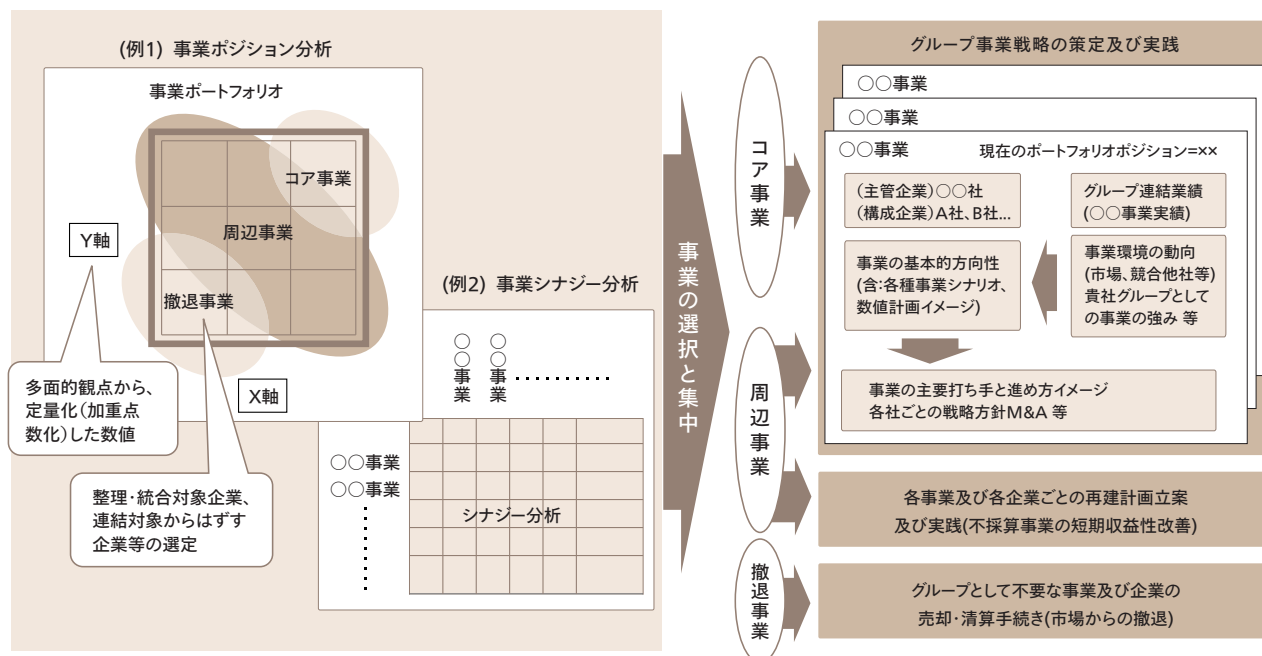 (例1) 事業ポジション分析
事業ポートフォリオ
コア事業
周辺事業
撤退事業
Y軸
X軸
多面的観点から、
定量化(加重点
数化)した数値
整理・統合対象企業、
連結対象からはずす
企業等の選定
(例2) 事業シナジー分析
○○事業
○○事業
‥‥‥‥‥
○○事業
○○事業
‥‥‥‥‥
シナジー分析
事業の選択と集中
コア事業
周辺事業
撤退事業
グループ事業戦略の策定及び実践
○○事業
○○事業
○○事業 現在のポートフォリオポジション=××
(主管企業)○○社
(構成企業)A社、B社...
グループ連結業績
(○○事業実績)
事業の基本的方向性
(含:各種事業シナリオ、
数値計画イメージ)
事業環境の動向
(市場、競合他社等)
貴社グループとして
の事業の強み 等
事業の主要打ち手と進め方イメージ
各社ごとの戦略方針M&A 等
各事業及び各企業ごとの再建計画立案
及び実践(不採算事業の短期収益性改善)
グループとして不要な事業及び企業の
売却・清算手続き(市場からの撤退)